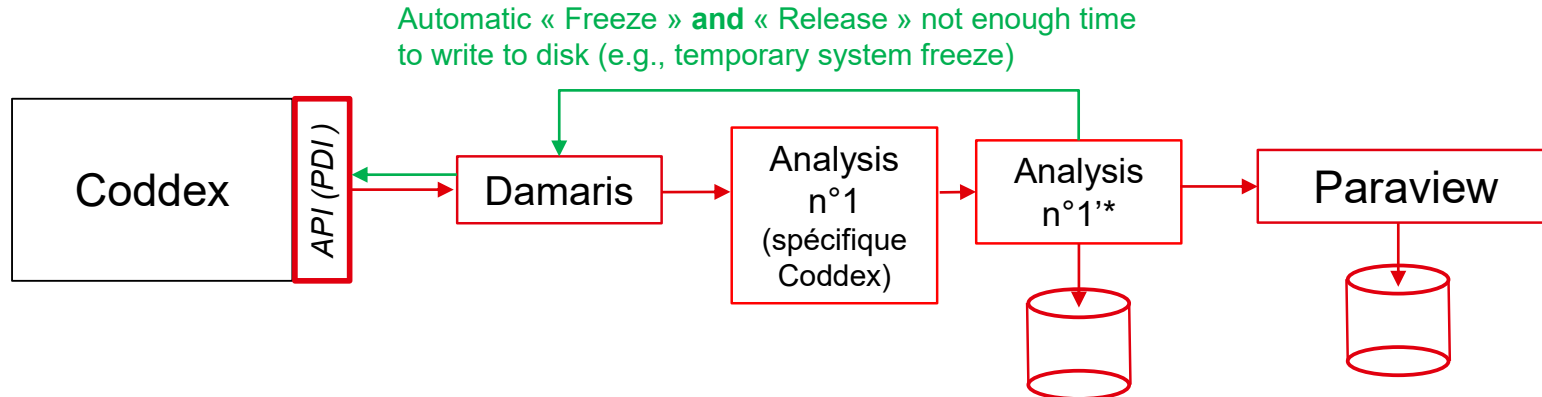 Automatic « Freeze » and « Release » not enough time
to write to disk (e.g., temporary system freeze)
Coddex
API (PDI )
Damaris
Analysis
n°1
(spécifique
Coddex)
Analysis
n°1’*
Paraview